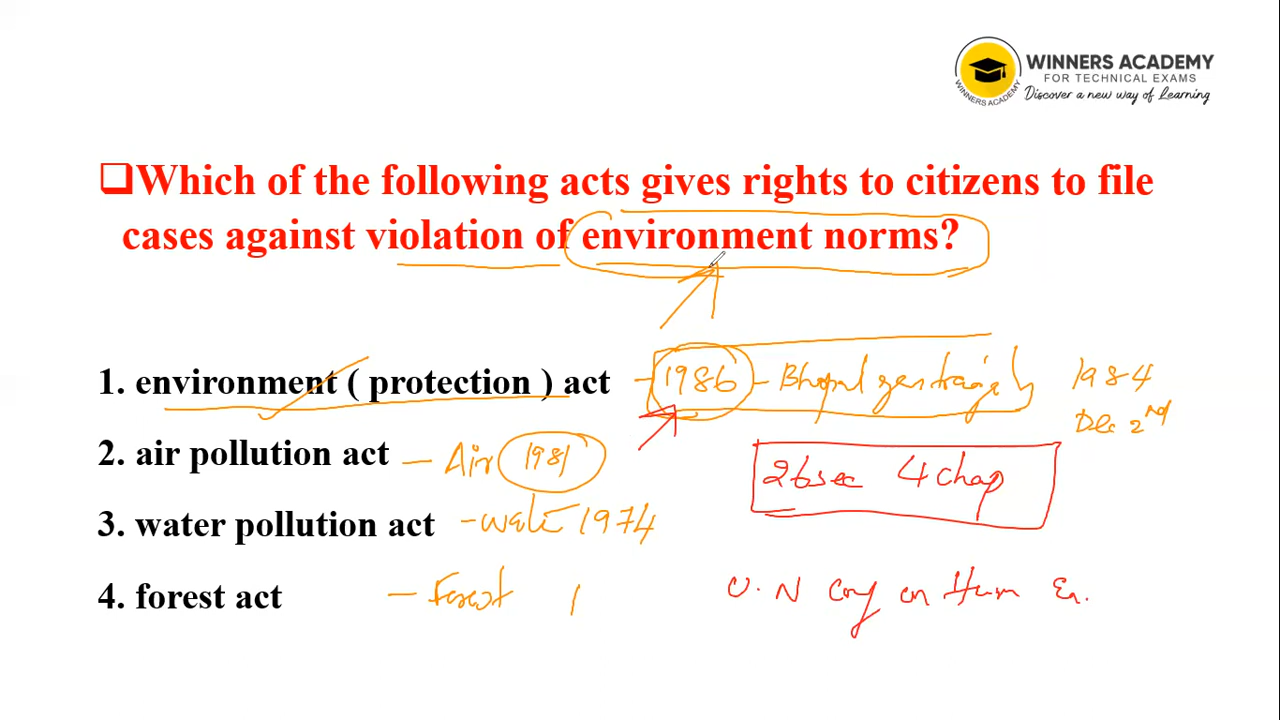 WINNERS ACADEMY
FOR TECHNICAL EXAMS
Discover a new way of Learning
WINNERS ACADEMY
❑Which of the following acts gives rights to citizens to file
cases against violation of environment norms?
1. environment ( protection ) act - 1986 - Bhopal gas 1984
Dec 2nd
2. air pollution act - Air 1981
26 sec 4 chap
3. water pollution act - water 1974
4. forest act - Forest 1
U.N on Hum En.